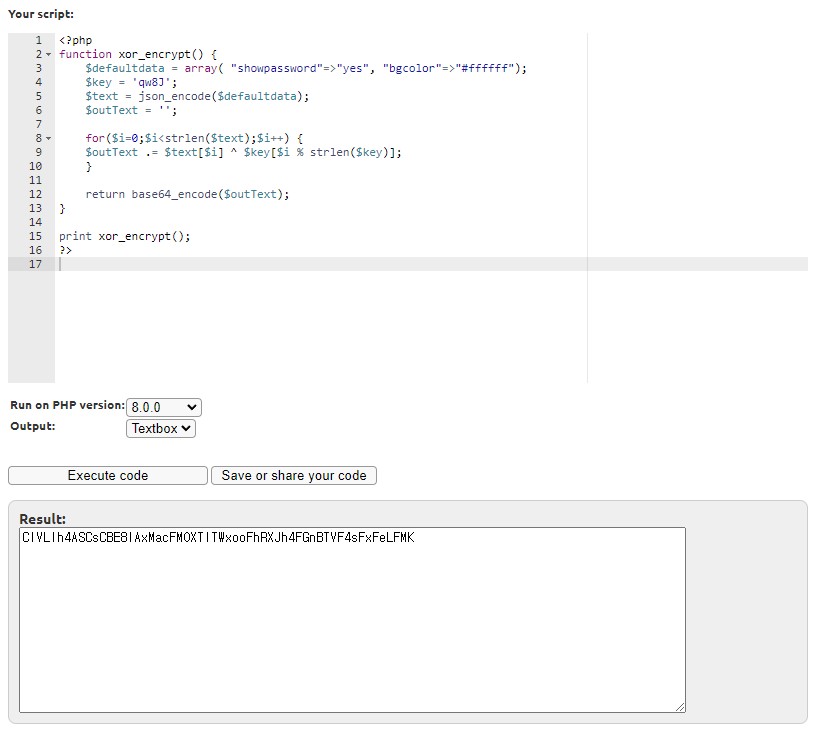 Your script:
1 <?php
2 function xor_encrypt() {
3 $defaultdata = array( "showpassword"=>"yes", "bgcolor"=>"#ffffff");
4 $key = 'qw8J';
5 $text = json_encode($defaultdata);
6 $outText = '';
7
8 for($i=0;$i<strlen($text);$i++) {
9 $outText .= $text[$i] ^ $key[$i % strlen($key)];
10 }
11
12 return base64_encode($outText);
13 }
14
15 print xor_encrypt();
16 ?>
17
Run on PHP version: 8.0.0
Output: Textbox
Execute code Save or share your code
Result:
ClVLIh4ASCsCBE8lAxMacFMOXTlTWxooFhRXJh4FGnBTVF4sFxFeLFMK